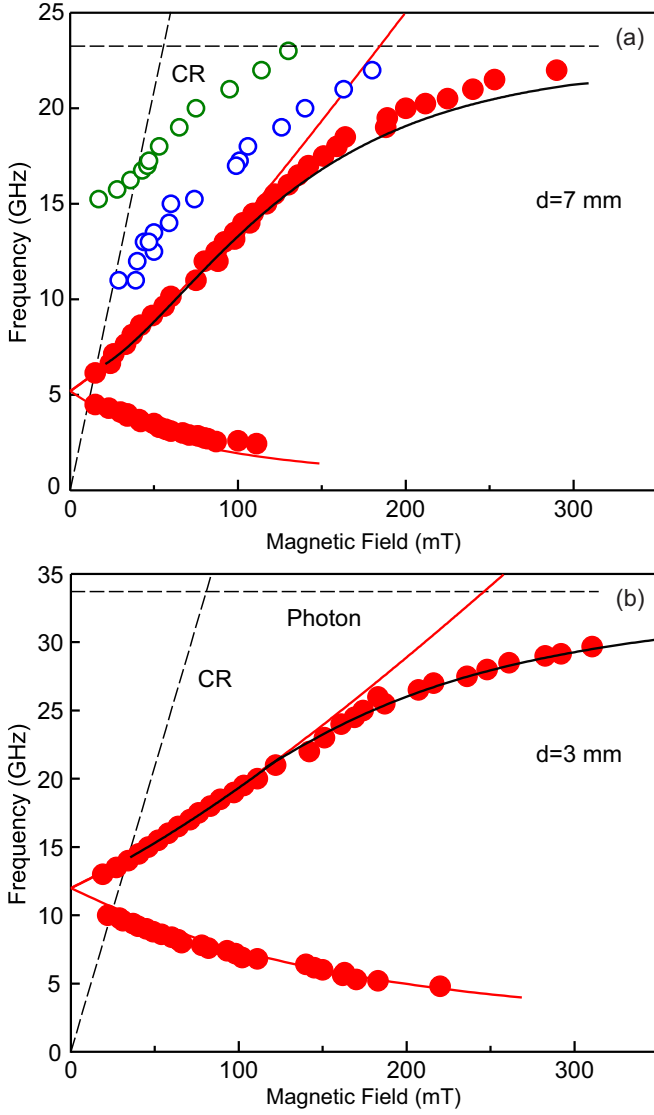 25
(a)
CR
20
15
d=7 mm
Frequency (GHz)
10
5
0
0
100
200
300
Magnetic Field (mT)
35
(b)
Photon
30
CR
25
d=3 mm
20
Frequency (GHz)
15
10
5
0
0
100
200
300
Magnetic Field (mT)